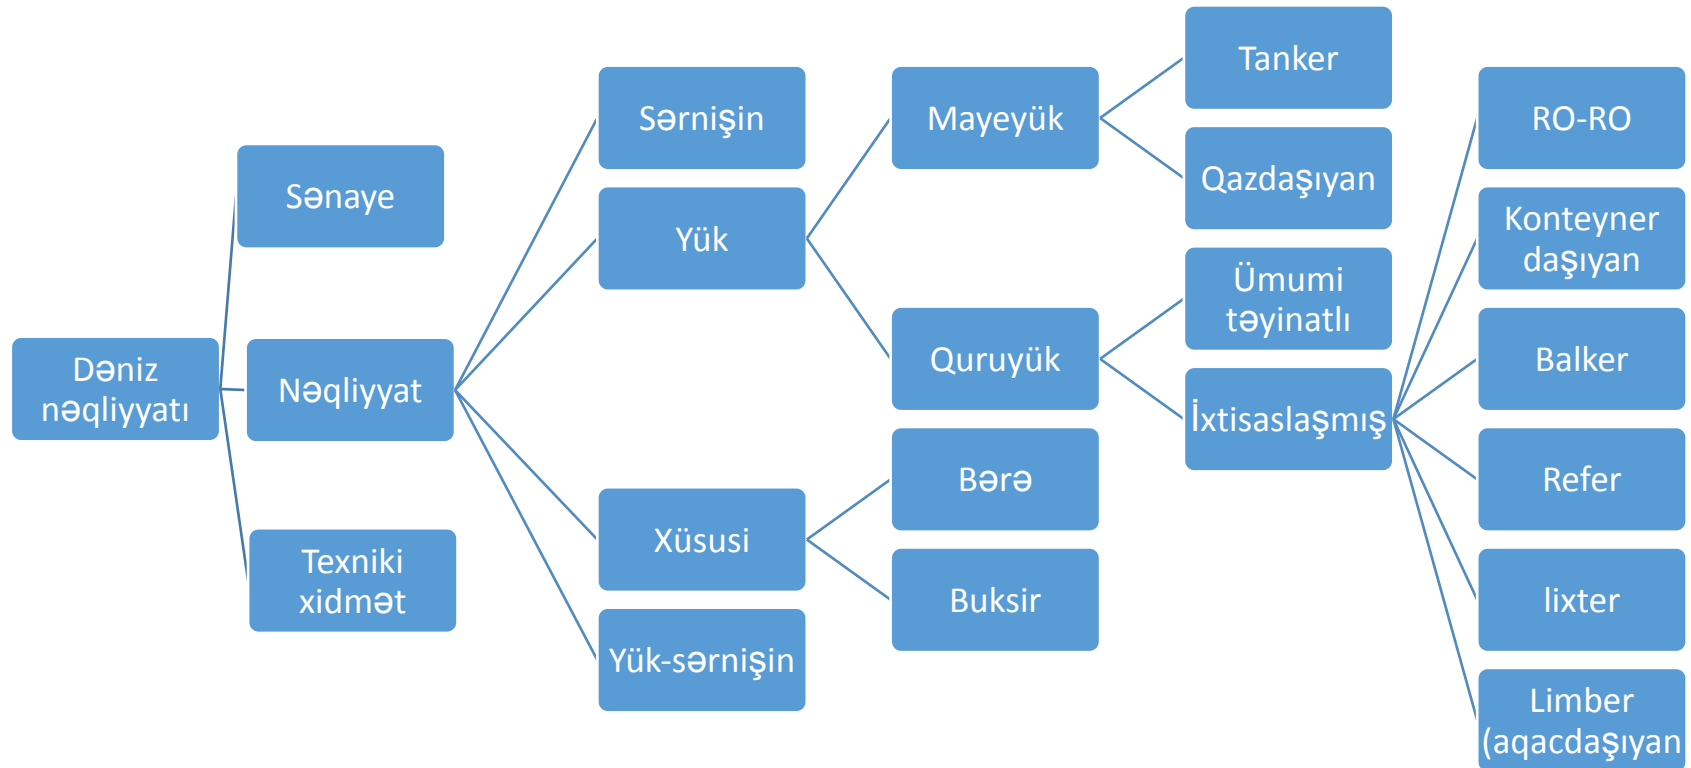 Dəniz
nəqliyyatı
Sənaye
Nəqliyyat
Texniki
xidmət
Sərnişin
Yük
Xüsusi
Yük-sərnişin
Mayeyük
Quruyük
Bərə
Buksir
Tanker
Qazdaşıyan
Ümumi
təyinatlı
İxtisaslaşmış
RO-RO
Konteyner
daşıyan
Balker
Refer
lixter
Limber
(aqacdaşıyan